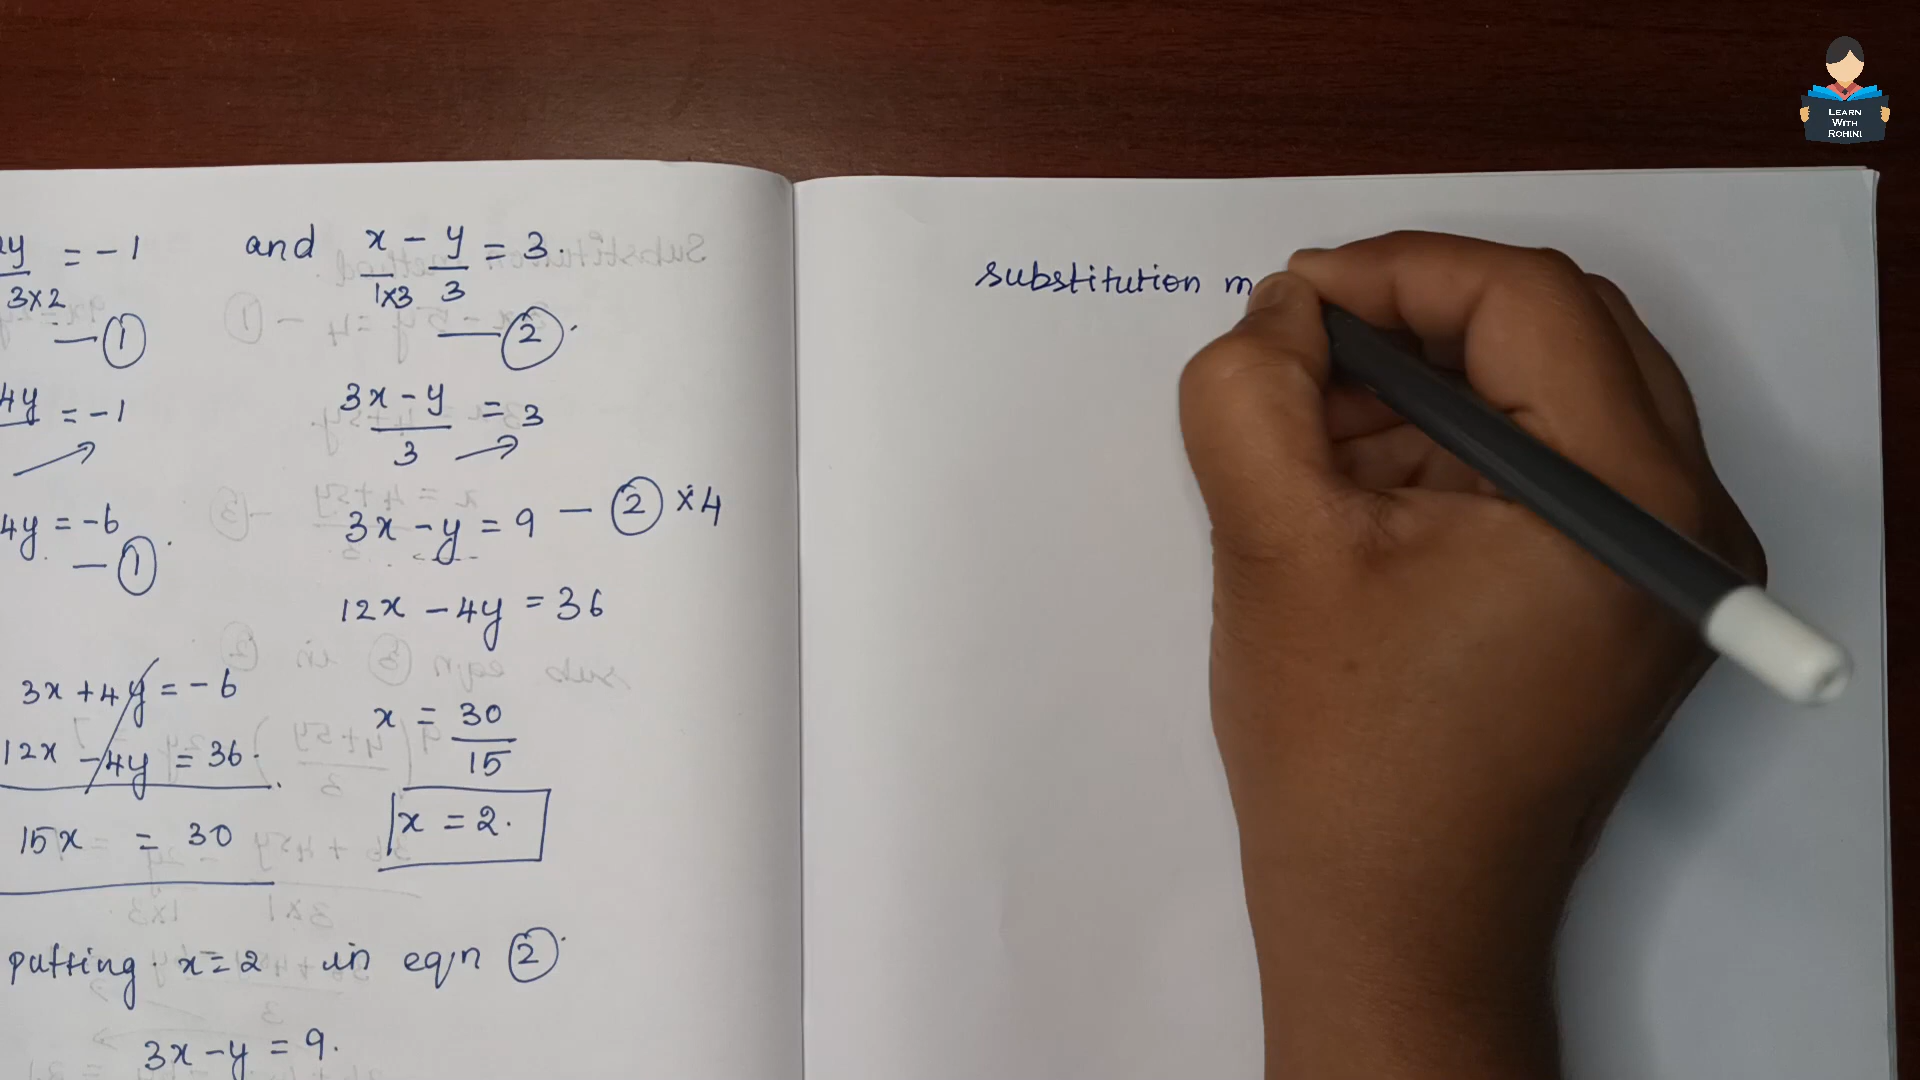 y/3×2 = -1 and x/1×3 - y/3 = 3.
— ① — ②
4y = -1 (3x - y)/3 = 3
4y = -6 3x - y = 9 — ② ×4
— ①
12x - 4y = 36
3x + 4y = -6
12x - 4y = 36. x = 30/15
15x = 30 x = 2.
putting x = 2 in eqn ②
3x - y = 9.
substitution m
LEARN
WITH
ROHINI